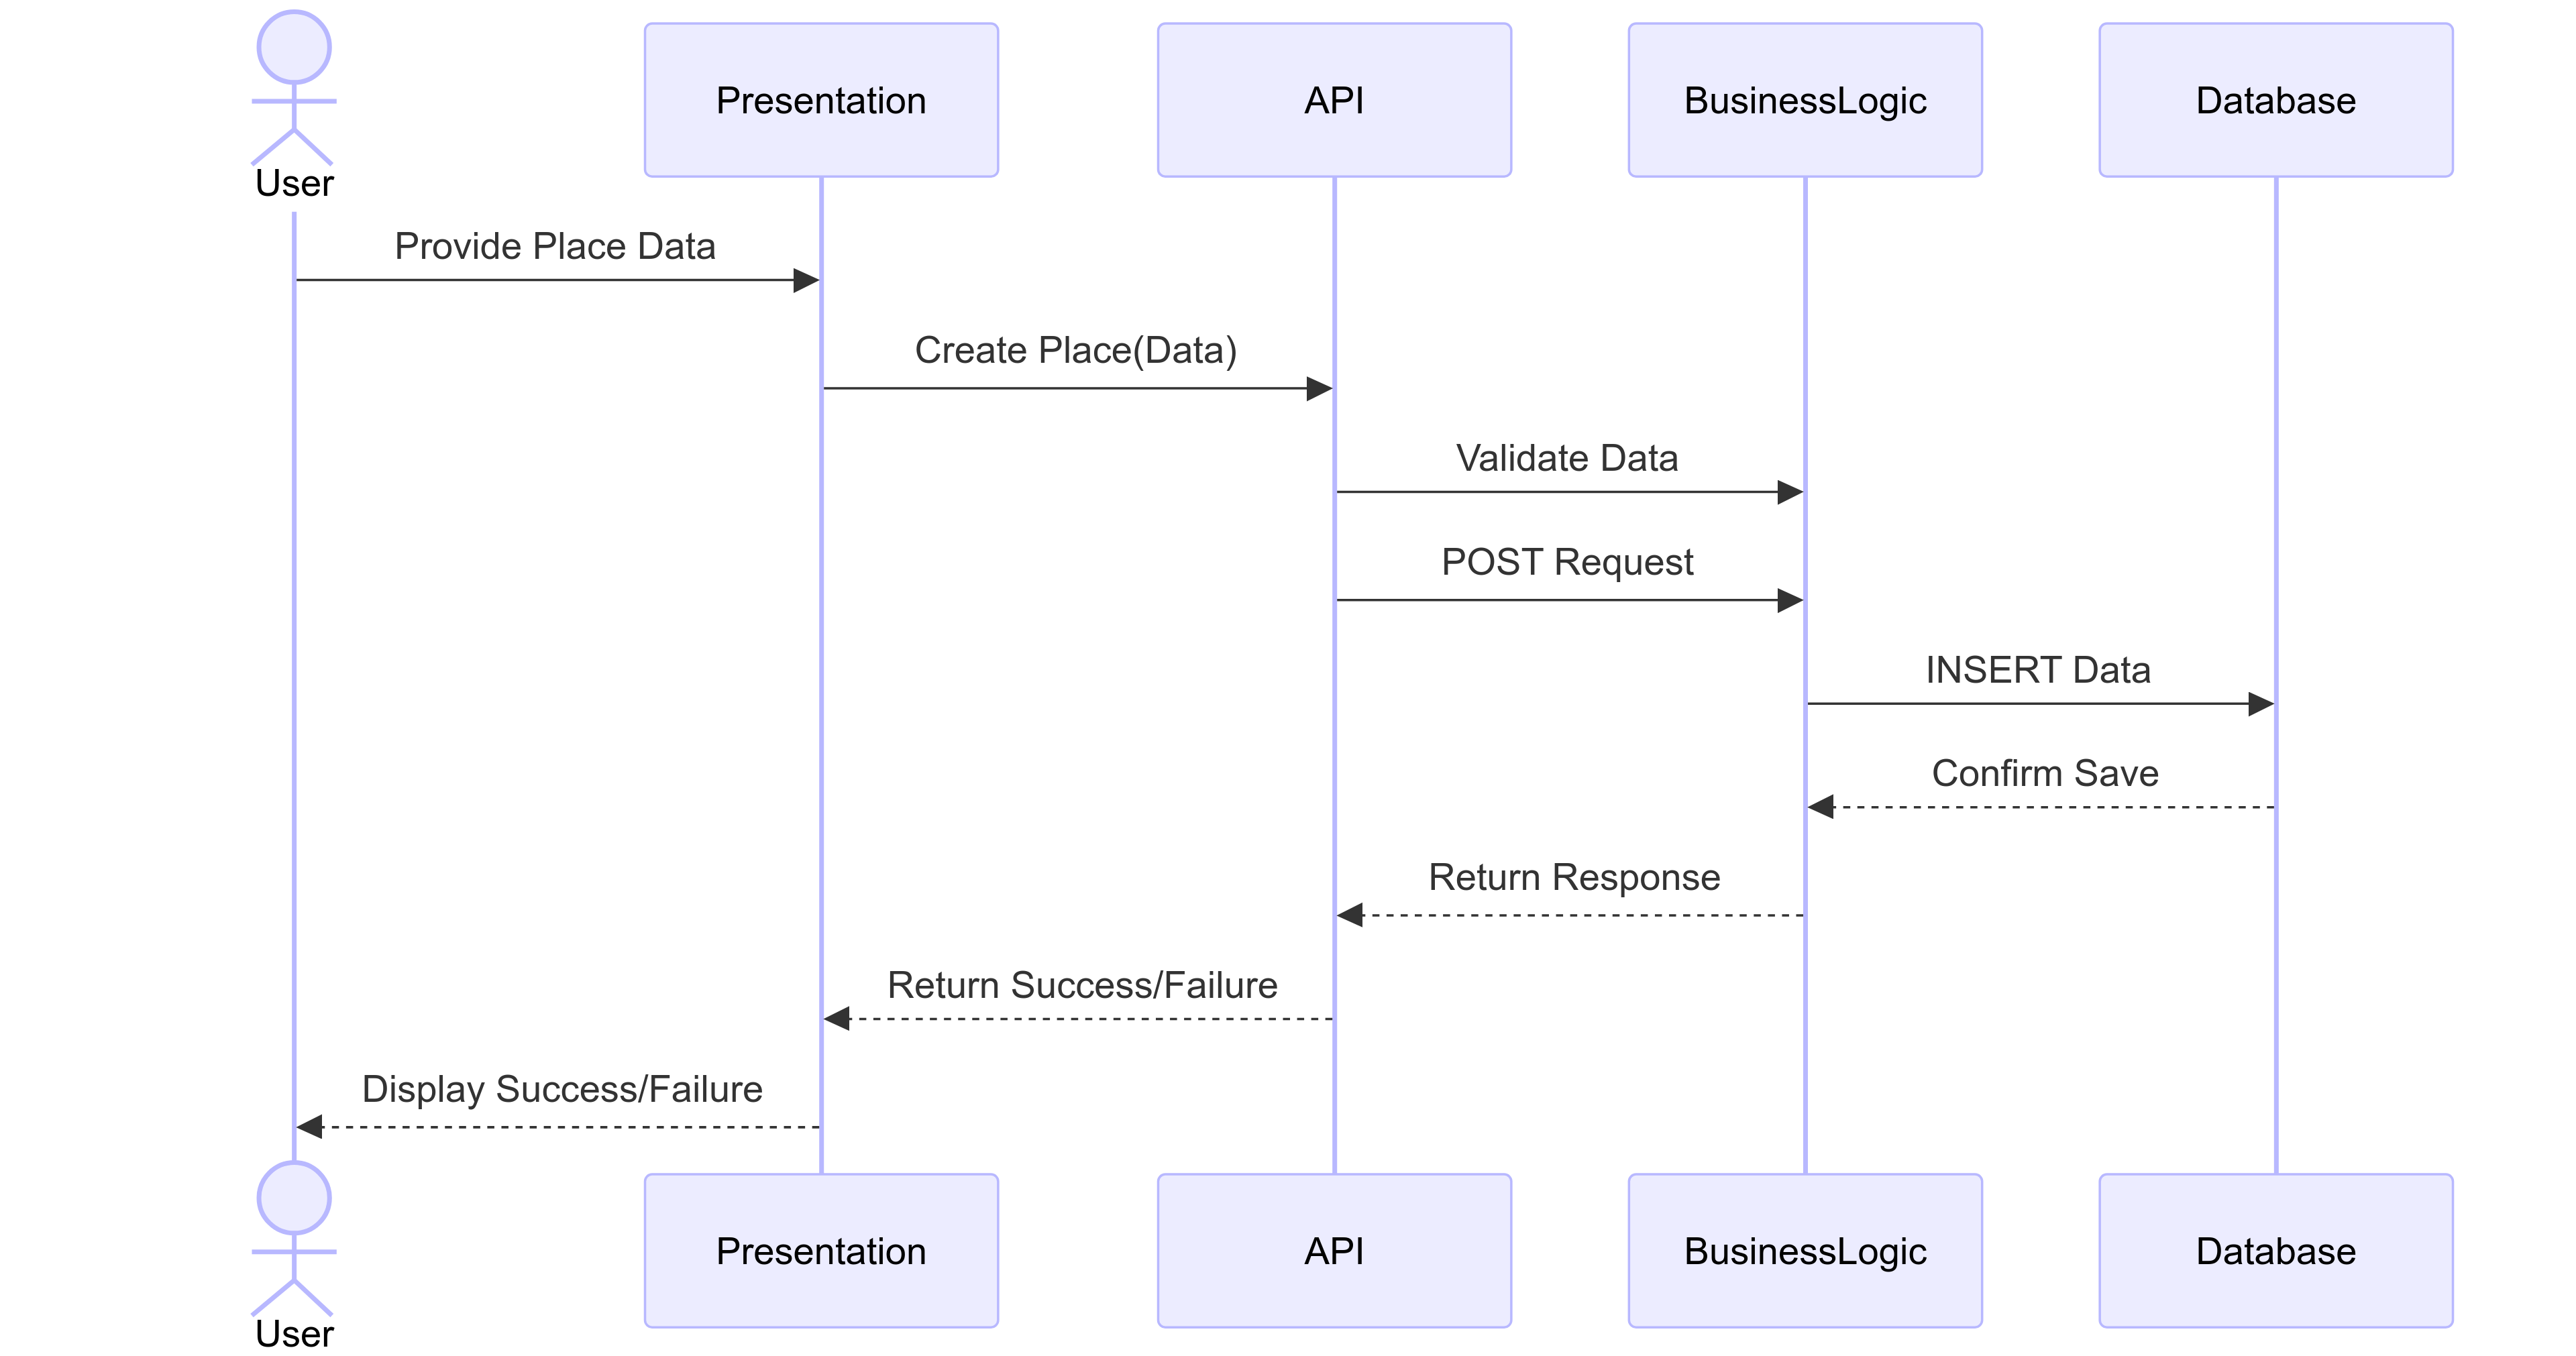 User
Presentation
API
BusinessLogic
Database
Provide Place Data
Create Place(Data)
Validate Data
POST Request
INSERT Data
Confirm Save
Return Response
Return Success/Failure
Display Success/Failure
User
Presentation
API
BusinessLogic
Database